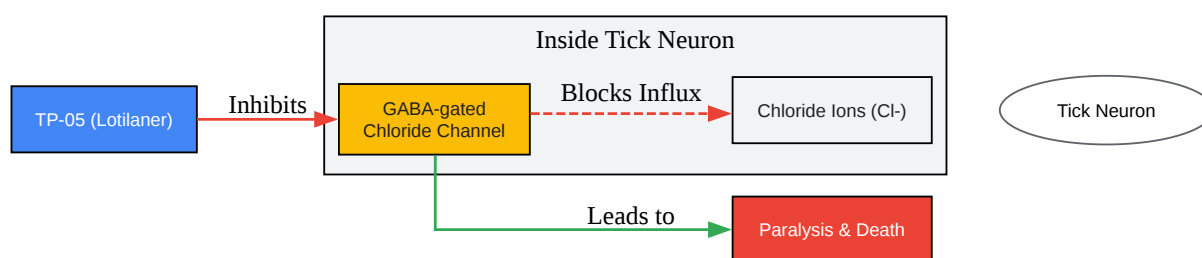 Inside Tick Neuron
TP-05 (Lotilaner)
Inhibits
GABA-gated
Chloride Channel
Blocks Influx
Chloride Ions (Cl-)
Tick Neuron
Leads to
Paralysis & Death